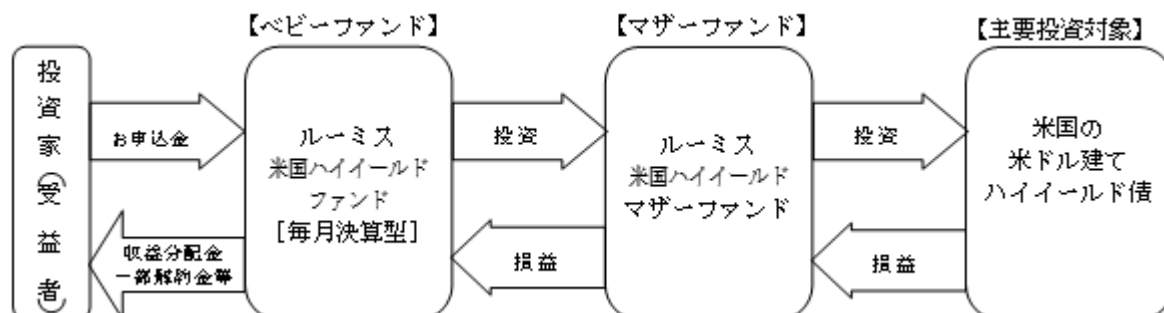 【ベビーファンド】
【マザーファンド】
【主要投資対象】
投資家(受益者)
お申込金
収益分配金
一部解約金等
ルーミス
米国ハイイールド
ファンド
[毎月決算型]
投資
損益
ルーミス
米国ハイイールド
マザーファンド
投資
損益
米国の
米ドル建て
ハイイールド債